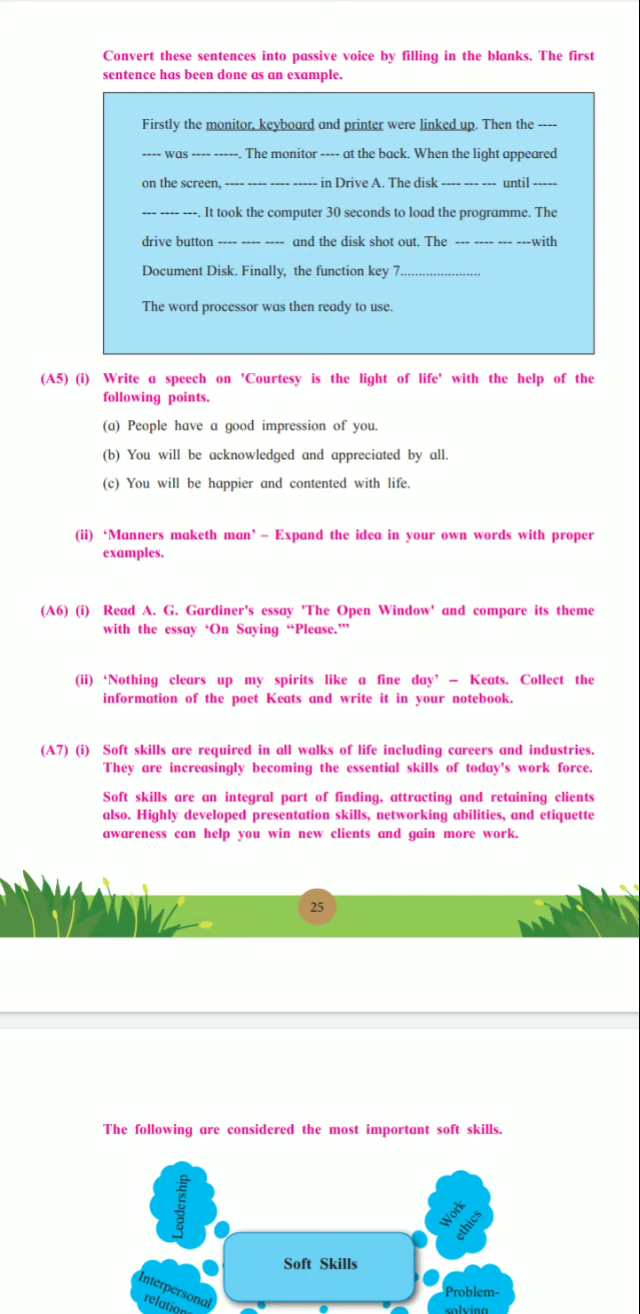 Convert these sentences into passive voice by filling in the blanks. The first
sentence has been done as an example.
Firstly the monitor, keyboard and printer were linked up. Then the ----
---- was ---- -----. The monitor ---- at the back. When the light appeared
on the screen, ---- ---- ---- ----- in Drive A. The disk ---- --- --- until -----
--- ---- ---. It took the computer 30 seconds to load the programme. The
drive button ---- ---- ---- and the disk shot out. The --- ---- --- ---with
Document Disk. Finally, the function key 7......................
The word processor was then ready to use.
(A5) (i) Write a speech on 'Courtesy is the light of life' with the help of the
following points.
(a) People have a good impression of you.
(b) You will be acknowledged and appreciated by all.
(c) You will be happier and contented with life.
(ii) ‘Manners maketh man’ – Expand the idea in your own words with proper
examples.
(A6) (i) Read A. G. Gardiner's essay 'The Open Window' and compare its theme
with the essay ‘On Saying “Please.”’
(ii) ‘Nothing clears up my spirits like a fine day’ – Keats. Collect the
information of the poet Keats and write it in your notebook.
(A7) (i) Soft skills are required in all walks of life including careers and industries.
They are increasingly becoming the essential skills of today's work force.
Soft skills are an integral part of finding, attracting and retaining clients
also. Highly developed presentation skills, networking abilities, and etiquette
awareness can help you win new clients and gain more work.
25
The following are considered the most important soft skills.
Leadership
Work
ethics
Soft Skills
Interpersonal
relation
Problem-
solving